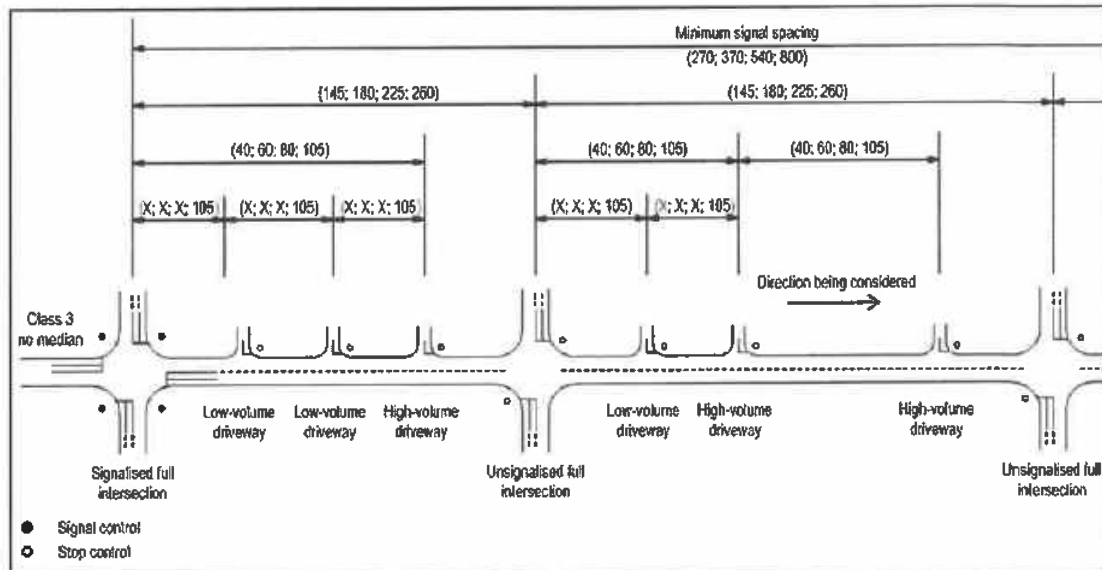 Minimum signal spacing
(270; 370; 540; 800)
(145; 180; 225; 260)
(145; 180; 225; 260)
(40; 60; 80; 105)
(40; 60; 80; 105)
(40; 60; 80; 105)
(X; X; X; 105)
(X; X; X; 105)
(X; X; X; 105)
(X; X; X; 105)
(X; X; X; 105)
Direction being considered
Class 3
no median
Low-volume
driveway
Low-volume
driveway
High-volume
driveway
Low-volume
driveway
High-volume
driveway
High-volume
driveway
Signalised full
intersection
Unsignalised full
intersection
Unsignalised full
intersection
Signal control
Stop control